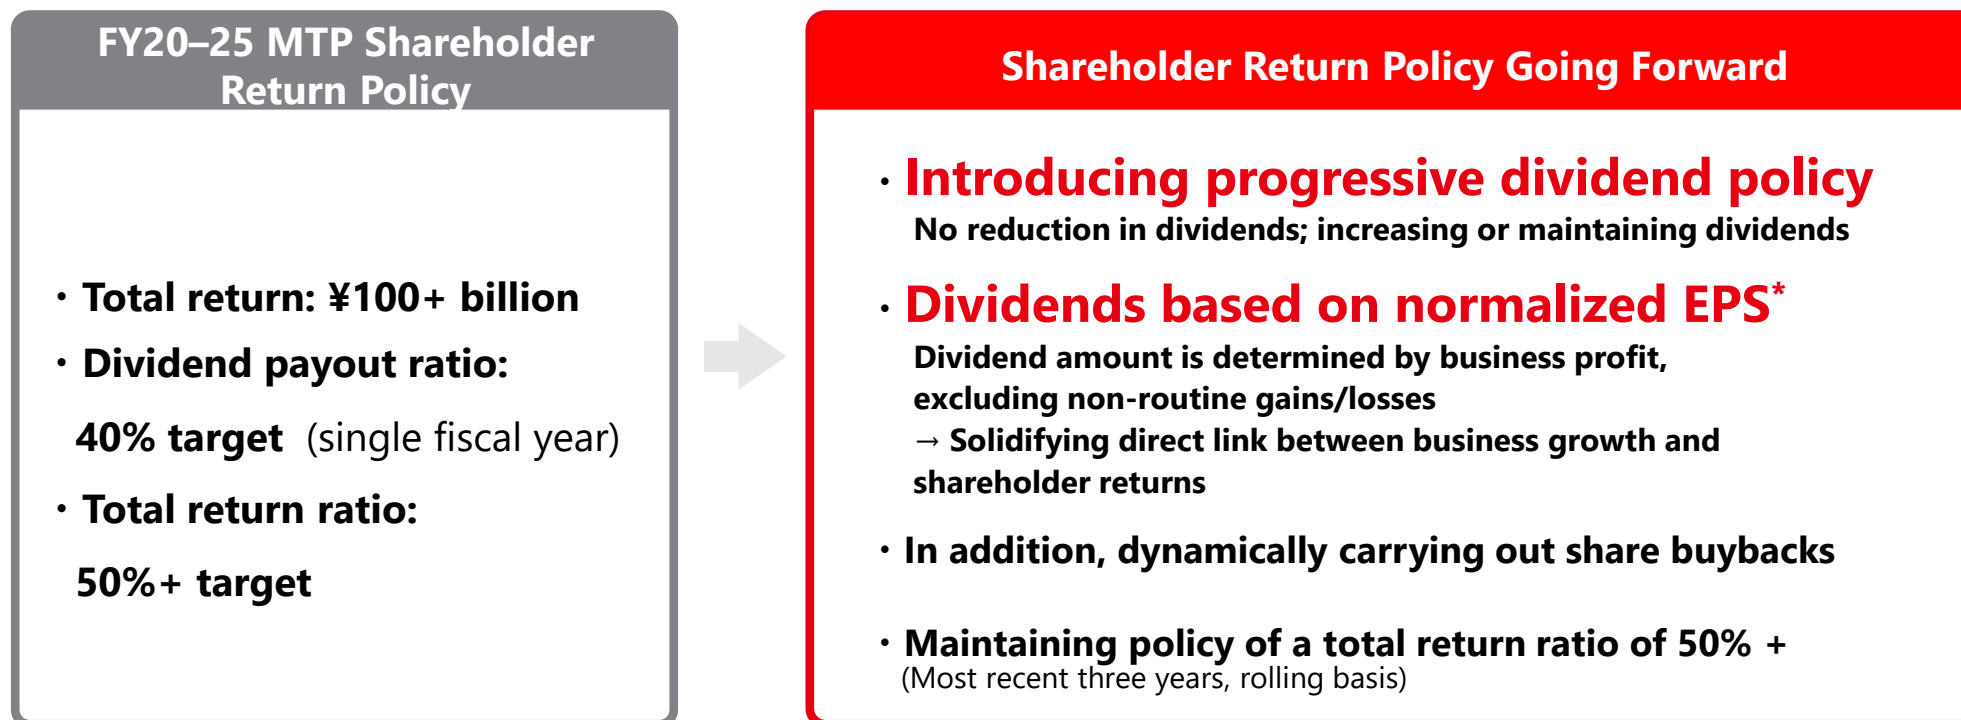 FY20–25 MTP Shareholder
Return Policy
・Total return: ¥100+ billion
・Dividend payout ratio:
40% target (single fiscal year)
・Total return ratio:
50%+ target
Shareholder Return Policy Going Forward
・Introducing progressive dividend policy
No reduction in dividends; increasing or maintaining dividends
・Dividends based on normalized EPS*
Dividend amount is determined by business profit,
excluding non-routine gains/losses
→ Solidifying direct link between business growth and
shareholder returns
・In addition, dynamically carrying out share buybacks
・Maintaining policy of a total return ratio of 50% +
(Most recent three years, rolling basis)